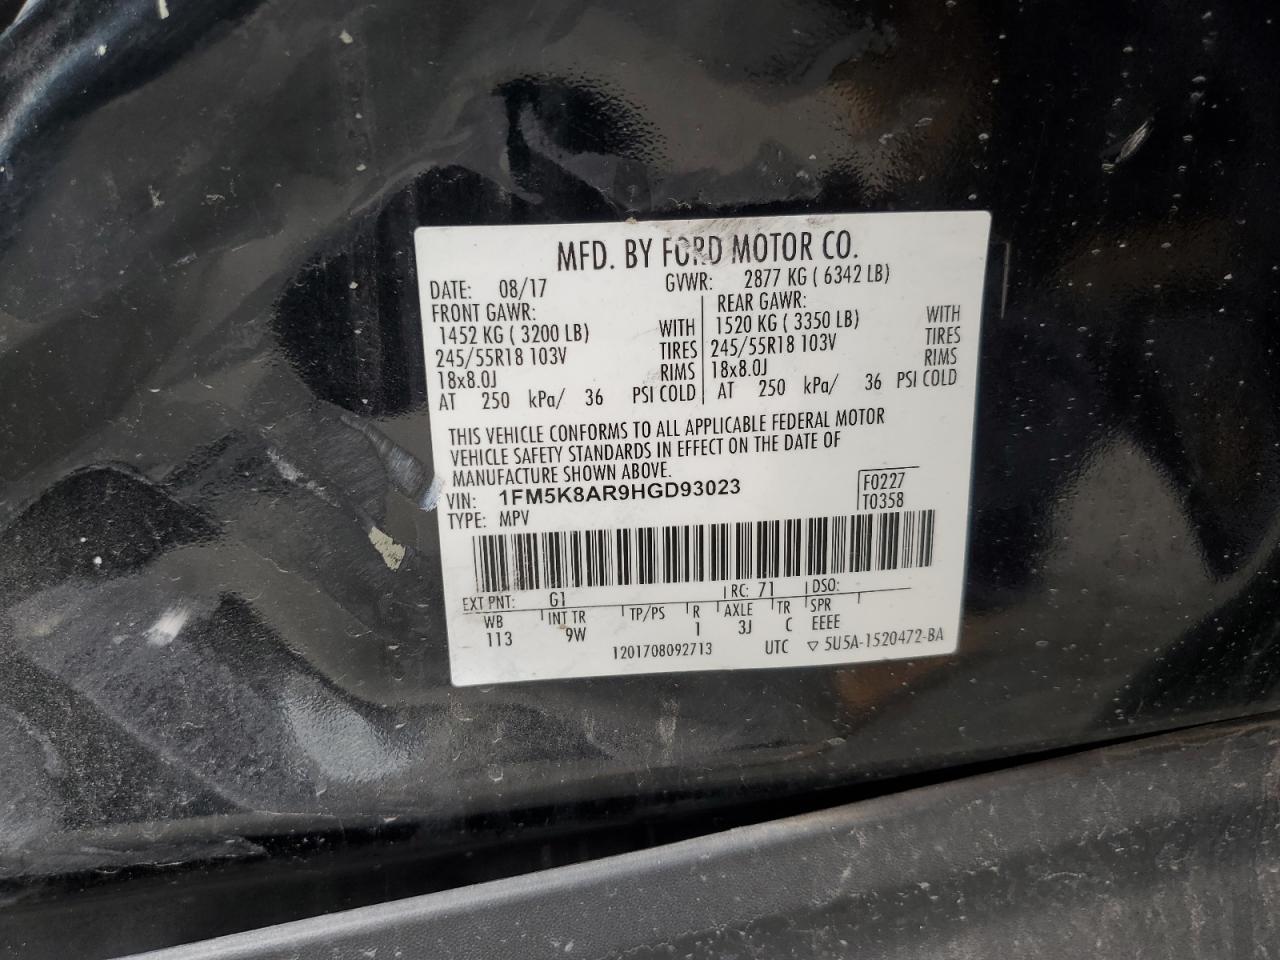 MFD. BY FORD MOTOR CO.
DATE: 08/17 GVWR: 2877 KG ( 6342 LB)
FRONT GAWR: REAR GAWR:
1452 KG ( 3200 LB) WITH 1520 KG ( 3350 LB) WITH
245/55R18 103V TIRES 245/55R18 103V TIRES
18x8.0J RIMS 18x8.0J RIMS
AT 250 kPa/ 36 PSI COLD AT 250 kPa/ 36 PSI COLD
THIS VEHICLE CONFORMS TO ALL APPLICABLE FEDERAL MOTOR
VEHICLE SAFETY STANDARDS IN EFFECT ON THE DATE OF
MANUFACTURE SHOWN ABOVE.
VIN: 1FM5K8AR9HGD93023 F0227
TYPE: MPV T0358
EXT PNT: G1 RC: 71 DSO:
WB INT TR TP/PS R AXLE TR SPR
113 9W 1 3J C EEEE
1201708092713 UTC ▽ 5U5A-1520472-BA